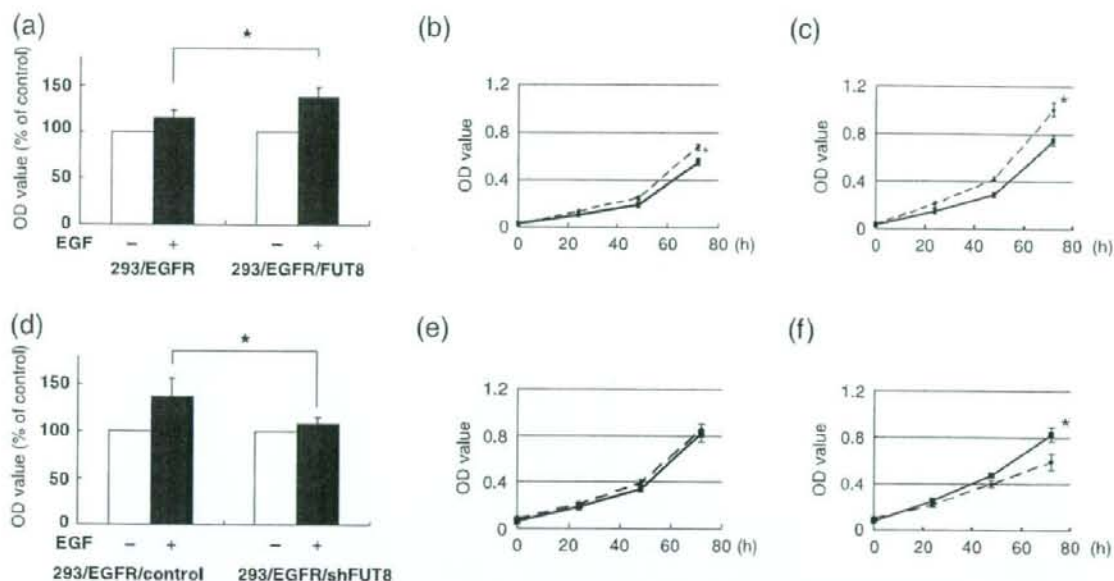 (a)
*
OD value (% of control)
150
100
50
0
EGF − + − +
293/EGFR 293/EGFR/FUT8
(b)
OD value
1.2
0.8
0.4
0
0 20 40 60 80 (h)
(c)
OD value
1.2
0.8
0.4
0
*
0 20 40 60 80 (h)
(d)
*
OD value (% of control)
150
100
50
0
EGF − + − +
293/EGFR/control 293/EGFR/shFUT8
(e)
OD value
1.2
0.8
0.4
0
0 20 40 60 80 (h)
(f)
OD value
1.2
0.8
0.4
0
*
0 20 40 60 80 (h)